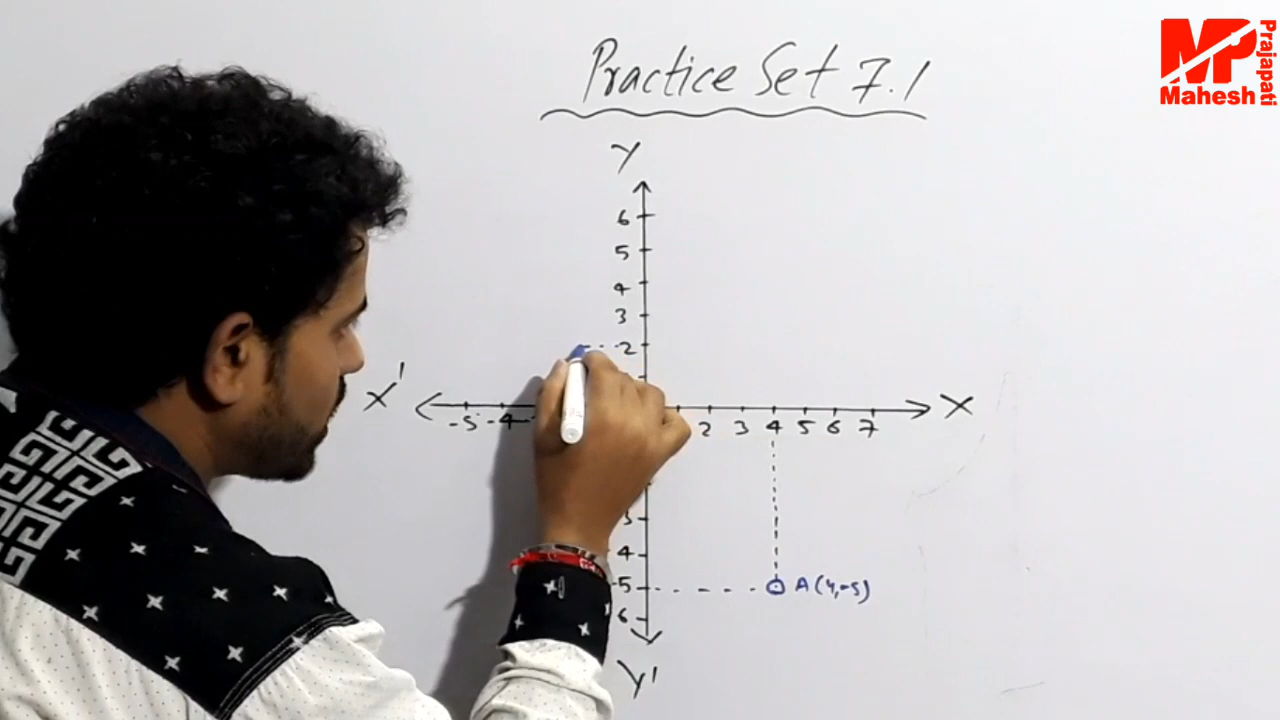 Practice Set 7.1
MP
Mahesh
Prajapati
Y
6
5
4
3
2
X' X
-5 -4 2 3 4 5 6 7
3
4
-5 A(4,-5)
6
Y'